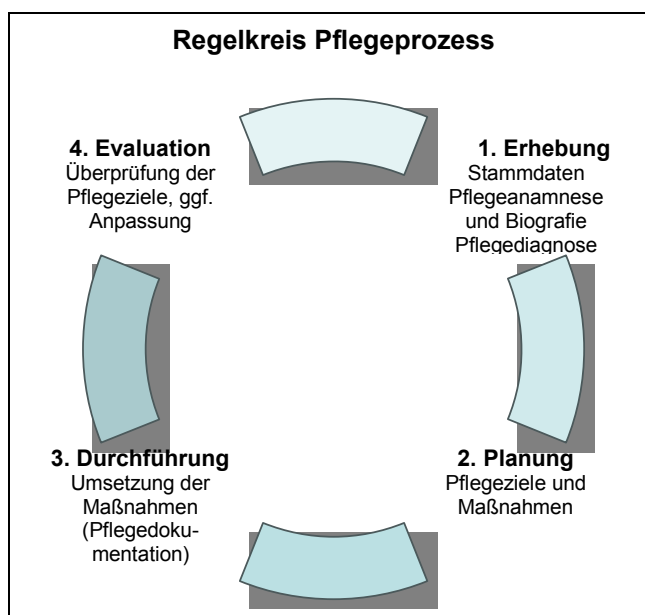 Regelkreis Pflegeprozess
1. Erhebung
Stammdaten
Pflegeanamnese
und Biografie
Pflegediagnose
2. Planung
Pflegeziele und
Maßnahmen
3. Durchführung
Umsetzung der
Maßnahmen
(Pflegedoku-
mentation)
4. Evaluation
Überprüfung der
Pflegeziele, ggf.
Anpassung